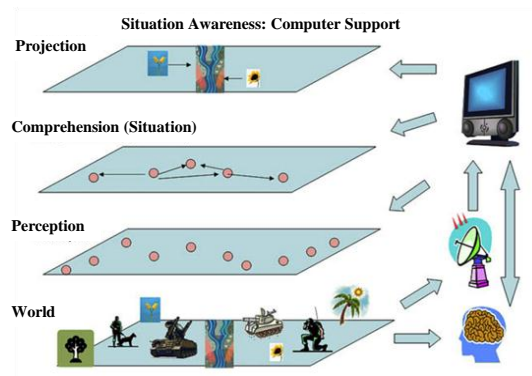 Situation Awareness: Computer Support
Projection
Comprehension (Situation)
Perception
World